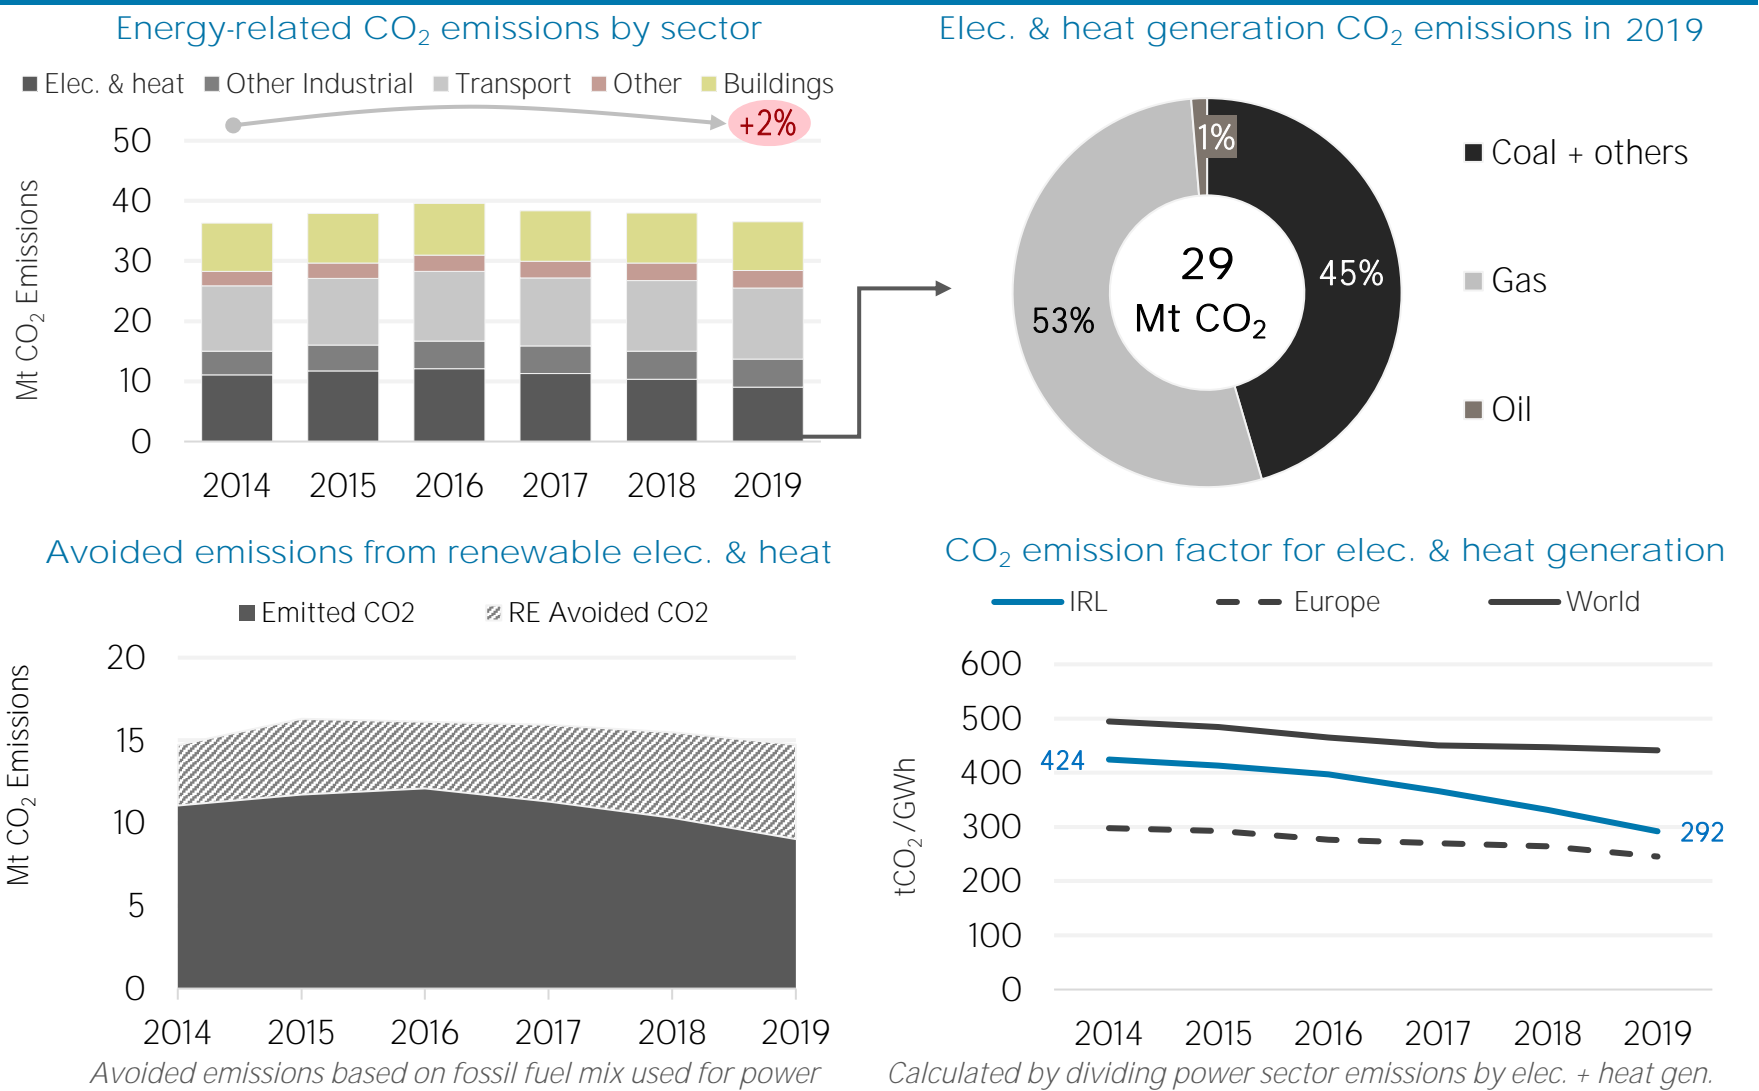 Energy-related CO₂ emissions by sector
Elec. & heat Other Industrial Transport Other Buildings
+2%
50
40
30
20
10
0
Mt CO₂ Emissions
2014 2015 2016 2017 2018 2019
Elec. & heat generation CO₂ emissions in 2019
1%
45%
53%
29
Mt CO₂
Coal + others
Gas
Oil
Avoided emissions from renewable elec. & heat
Emitted CO2 RE Avoided CO2
20
15
10
5
0
Mt CO₂ Emissions
2014 2015 2016 2017 2018 2019
Avoided emissions based on fossil fuel mix used for power
CO₂ emission factor for elec. & heat generation
IRL Europe World
600
500
400
300
200
100
0
tCO₂/GWh
424
292
2014 2015 2016 2017 2018 2019
Calculated by dividing power sector emissions by elec. + heat gen.